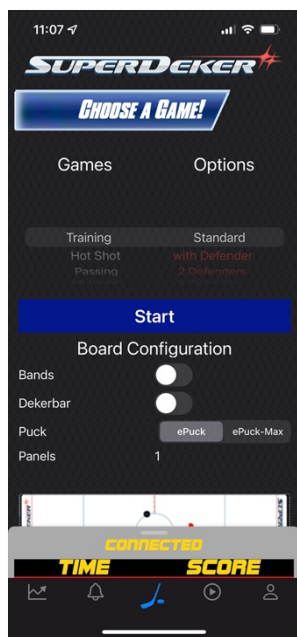 11:07
SUPERDEKER
CHOOSE A GAME!
Games Options
Training Standard
Hot Shot with Defender
Passing 2 Defenders
Start
Board Configuration
Bands
Dekerbar
Puck ePuck ePuck-Max
Panels 1
CONNECTED
TIME SCORE